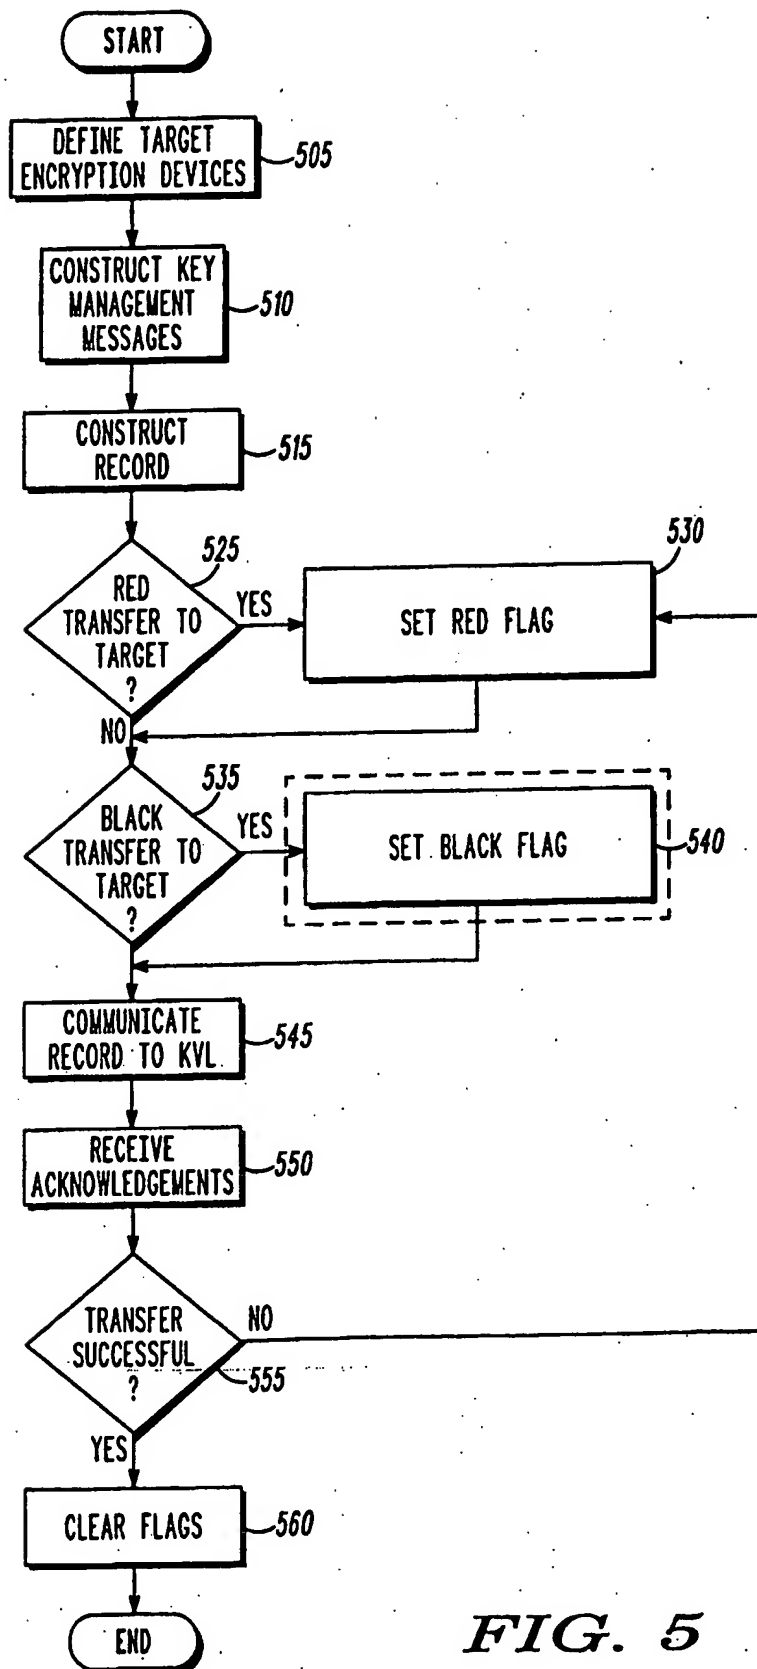 START
DEFINE TARGET
ENCRYPTION DEVICES
505
CONSTRUCT KEY
MANAGEMENT
MESSAGES
510
CONSTRUCT
RECORD
515
RED
TRANSFER TO
TARGET
?
525
YES
SET RED FLAG
530
NO
BLACK
TRANSFER TO
TARGET
?
535
YES
SET BLACK FLAG
540
COMMUNICATE
RECORD TO KVL
545
RECEIVE
ACKNOWLEDGEMENTS
550
TRANSFER
SUCCESSFUL
?
555
NO
YES
CLEAR FLAGS
560
END
FIG. 5